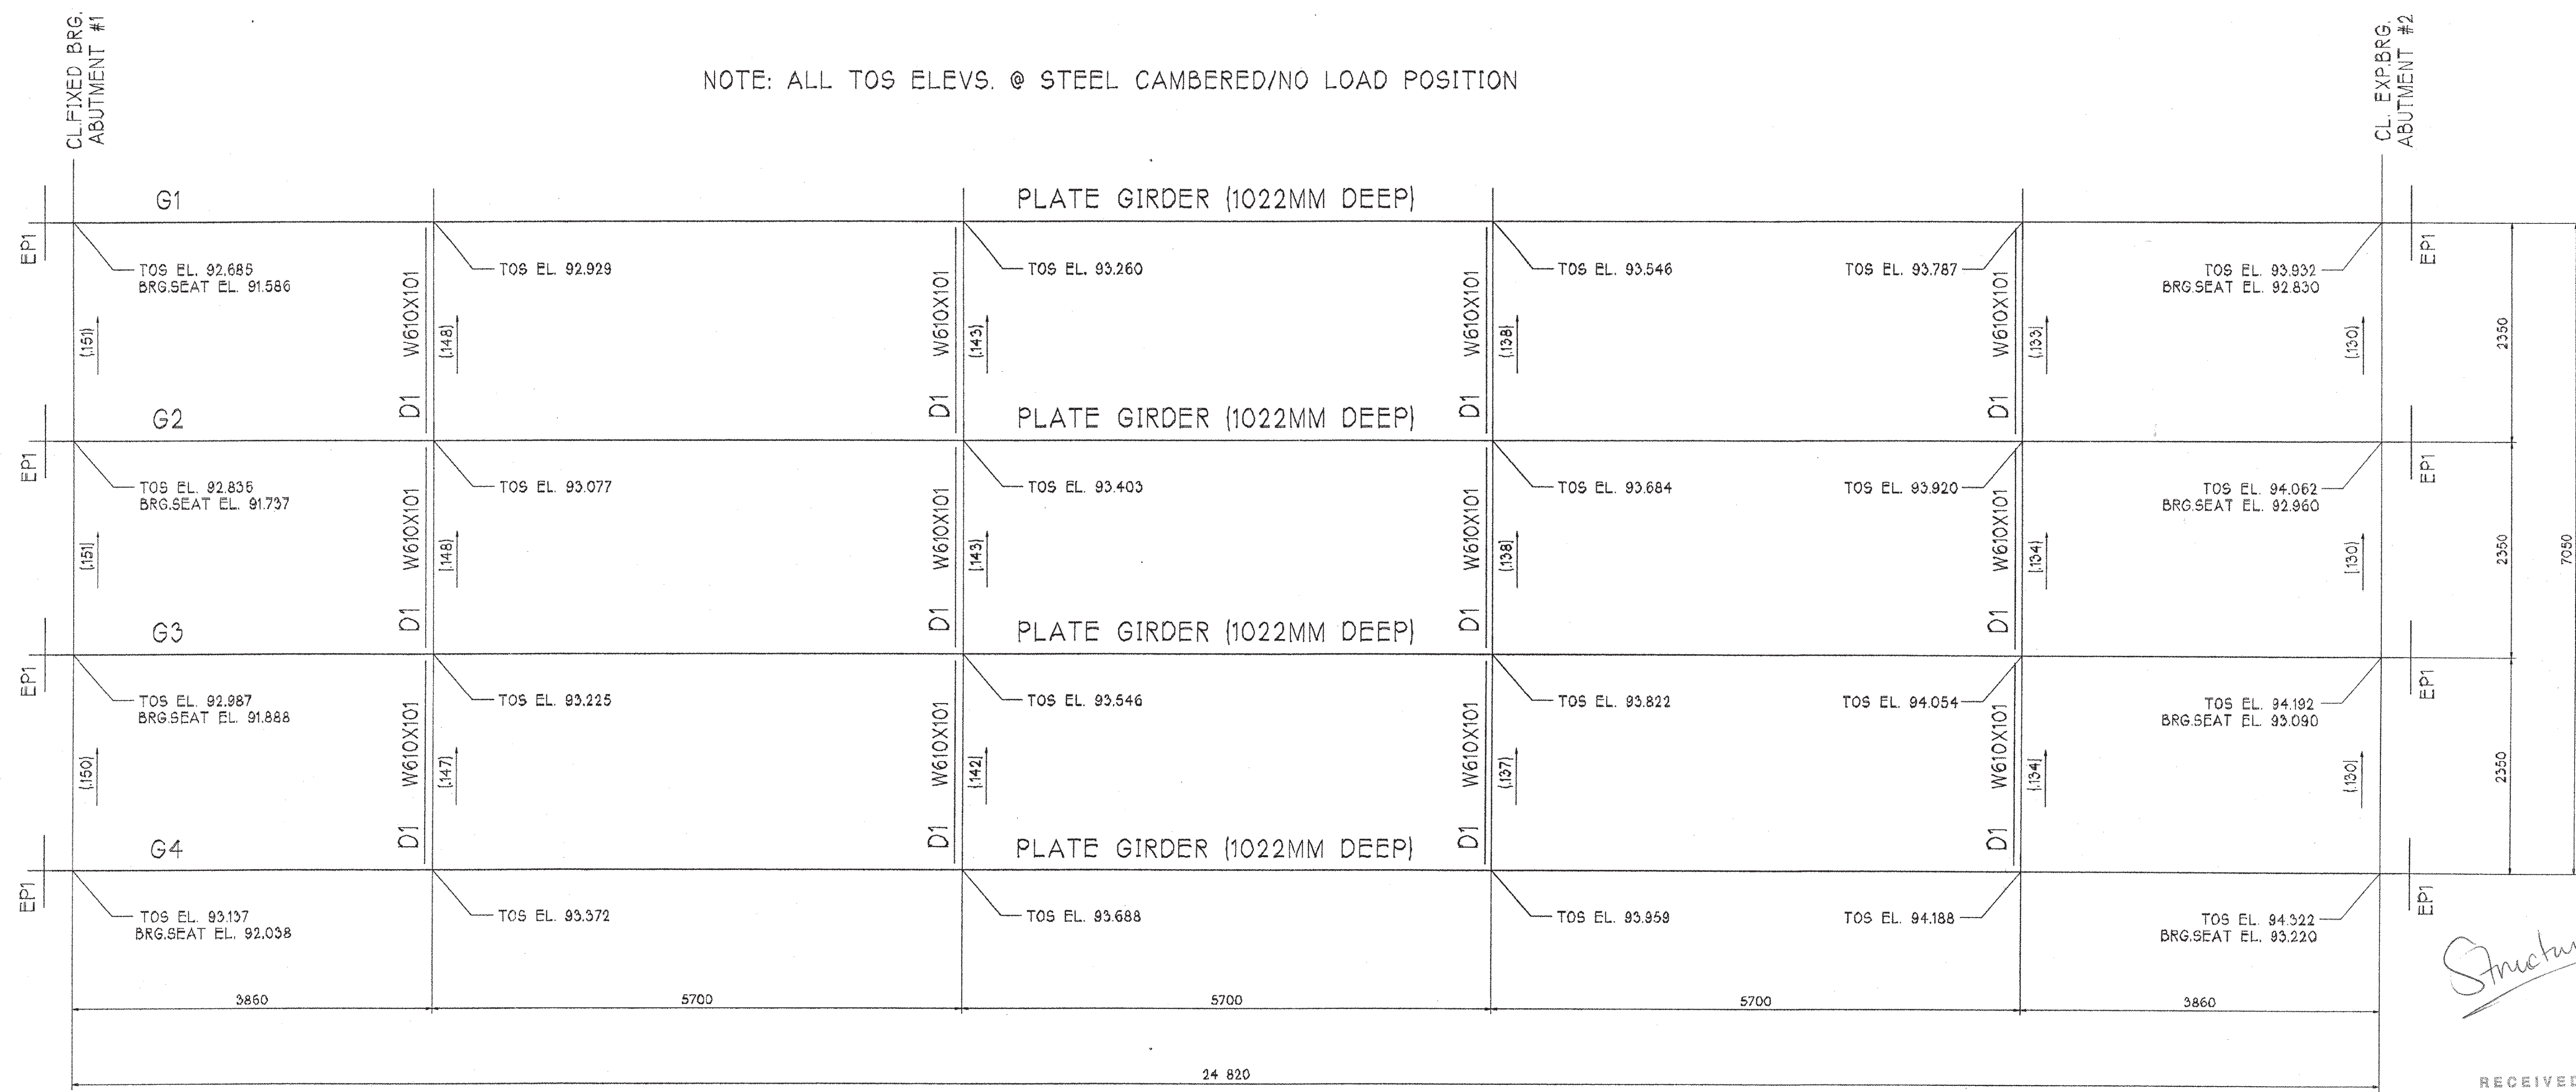 CL.FIXED BRG.
ABUTMENT #1
NOTE: ALL TOS ELEVS. @ STEEL CAMBERED/NO LOAD POSITION
CL. EXP.BRG.
ABUTMENT #2
G1
PLATE GIRDER (1022MM DEEP)
EP1
TOS EL. 92.685
BRG.SEAT EL. 91.586
W610X101
TOS EL. 92.929
W610X101
TOS EL. 93.260
W610X101
TOS EL. 93.546
TOS EL. 93.787
W610X101
TOS EL. 93.932
BRG.SEAT EL. 92.830
EP1
(.151)
(.148)
(.143)
(.138)
(.133)
(.130)
2350
D1
D1
D1
D1
G2
PLATE GIRDER (1022MM DEEP)
EP1
TOS EL. 92.836
BRG.SEAT EL. 91.737
W610X101
TOS EL. 93.077
W610X101
TOS EL. 93.403
W610X101
TOS EL. 93.684
TOS EL. 93.920
W610X101
TOS EL. 94.062
BRG.SEAT EL. 92.960
EP1
(.151)
(.148)
(.143)
(.138)
(.134)
(.130)
2350
7050
D1
D1
D1
D1
G3
PLATE GIRDER (1022MM DEEP)
EP1
TOS EL. 92.987
BRG.SEAT EL. 91.888
W610X101
TOS EL. 93.225
W610X101
TOS EL. 93.546
W610X101
TOS EL. 93.822
TOS EL. 94.054
W610X101
TOS EL. 94.192
BRG.SEAT EL. 93.090
EP1
(.150)
(.147)
(.142)
(.137)
(.134)
(.130)
2350
D1
D1
D1
D1
G4
PLATE GIRDER (1022MM DEEP)
EP1
TOS EL. 93.137
BRG.SEAT EL. 92.038
TOS EL. 93.372
TOS EL. 93.688
TOS EL. 93.959
TOS EL. 94.188
TOS EL. 94.322
BRG.SEAT EL. 93.220
EP1
3860
5700
5700
5700
3860
24 820
RECEIVED